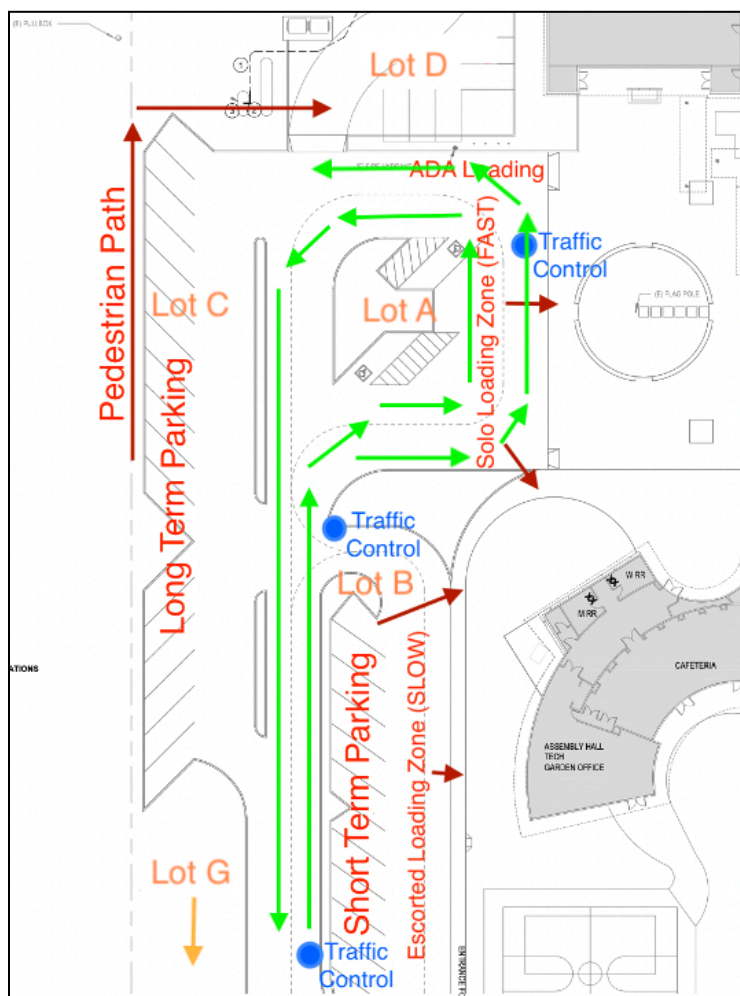 (E) PULLBOX
Lot D
ADA Loading
Pedestrian Path
Lot C
Lot A
Solo Loading Zone (FAST)
Traffic
Control
(E) FLAG POLE
Long Term Parking
Traffic
Control
Lot B
W RR
M RR
CAFETERIA
ATIONS
Short Term Parking
Escorted Loading Zone (SLOW)
ASSEMBLY HALL
TECH
GARDEN OFFICE
Lot G
Traffic
Control